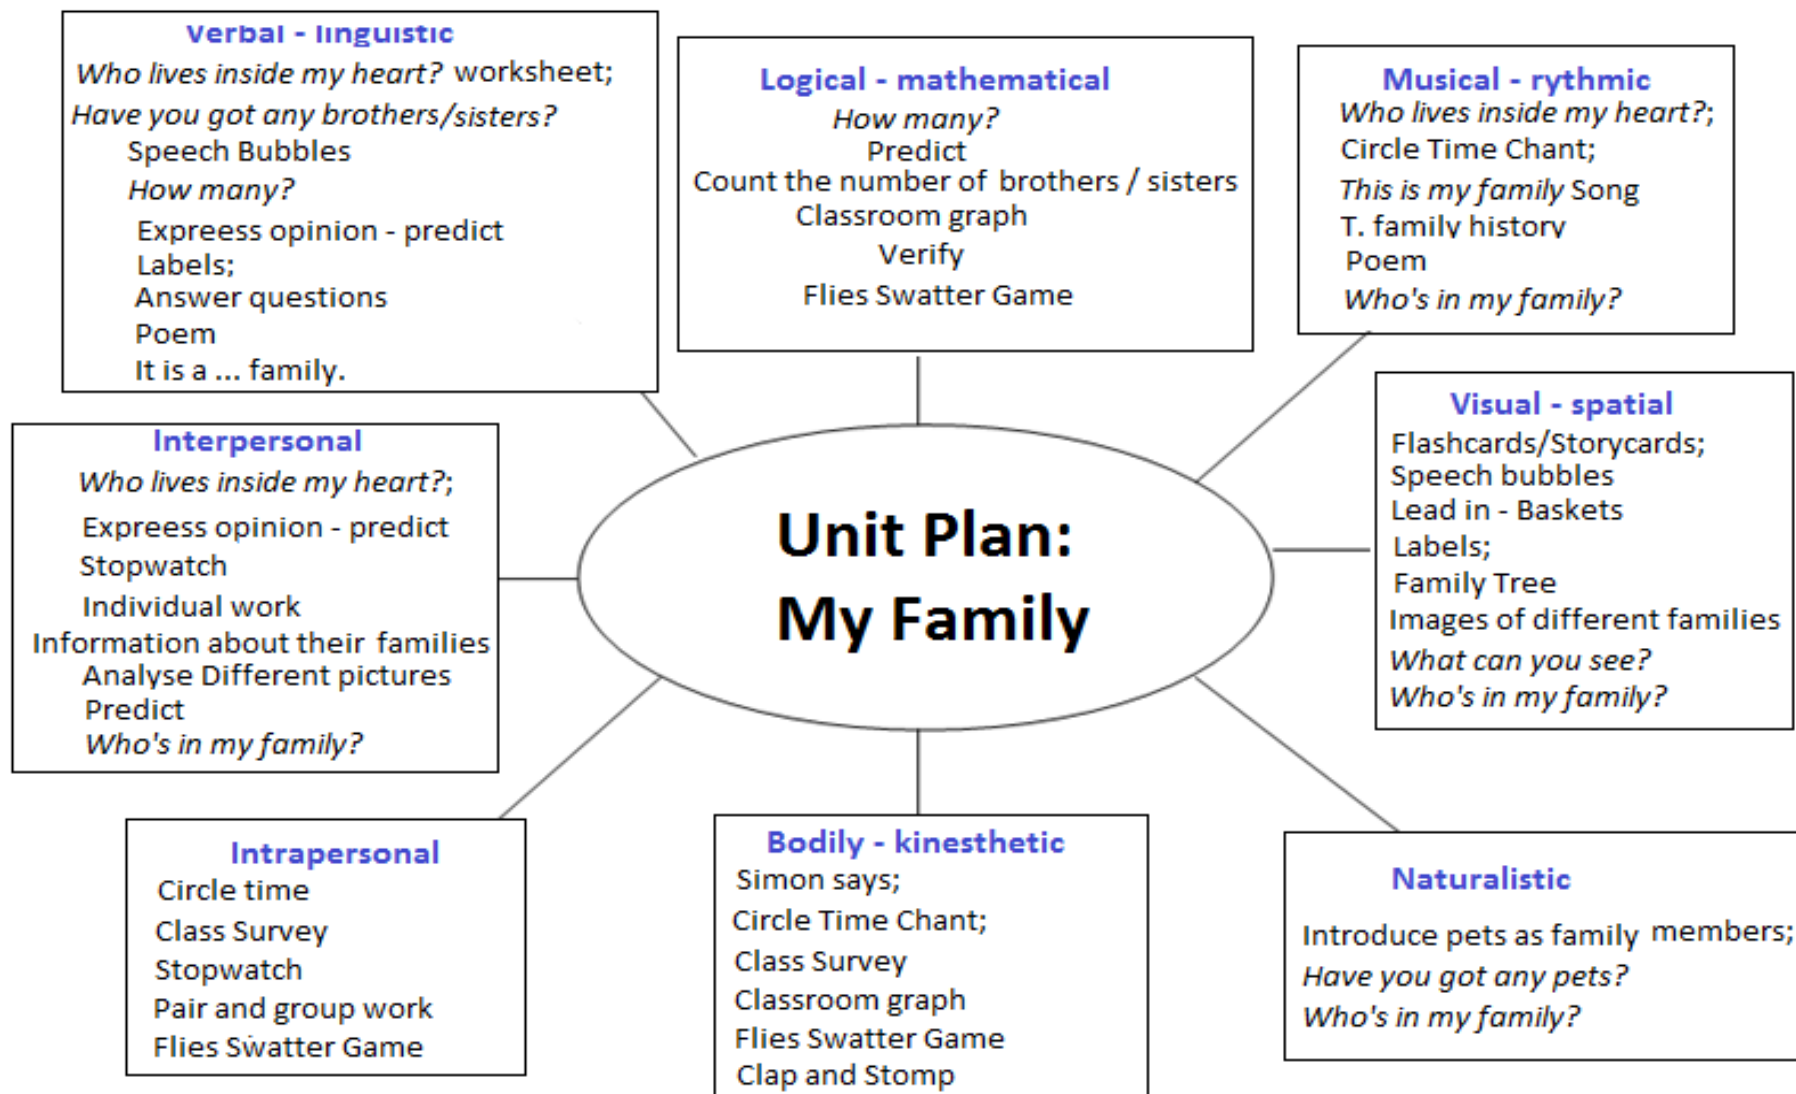 Verbal - linguistic
Who lives inside my heart? worksheet;
Have you got any brothers/sisters?
Speech Bubbles
How many?
Expreess opinion - predict
Labels;
Answer questions
Poem
It is a ... family.
Logical - mathematical
How many?
Predict
Count the number of brothers / sisters
Classroom graph
Verify
Flies Swatter Game
Musical - rythmic
Who lives inside my heart?;
Circle Time Chant;
This is my family Song
T. family history
Poem
Who's in my family?
Interpersonal
Who lives inside my heart?;
Expreess opinion - predict
Stopwatch
Individual work
Information about their families
Analyse Different pictures
Predict
Who's in my family?
Unit Plan:
My Family
Visual - spatial
Flashcards/Storycards;
Speech bubbles
Lead in - Baskets
Labels;
Family Tree
Images of different families
What can you see?
Who's in my family?
Intrapersonal
Circle time
Class Survey
Stopwatch
Pair and group work
Flies Swatter Game
Bodily - kinesthetic
Simon says;
Circle Time Chant;
Class Survey
Classroom graph
Flies Swatter Game
Clap and Stomp
Naturalistic
Introduce pets as family members;
Have you got any pets?
Who's in my family?